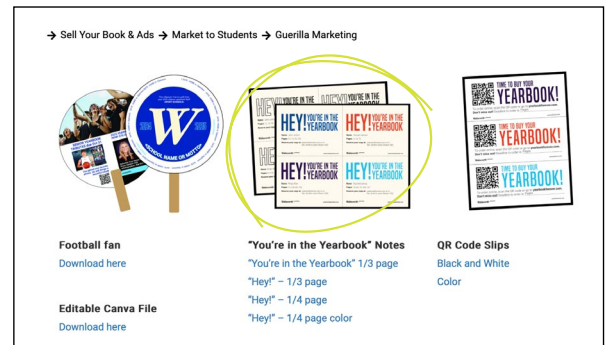 → Sell Your Book & Ads → Market to Students → Guerilla Marketing
W
<SCHOOL NAME OR MOTTO>
HEY! YOU'RE IN THE YEARBOOK
HEY! YOU'RE IN THE YEARBOOK
HEY! YOU'RE IN THE YEARBOOK
HEY! YOU'RE IN THE YEARBOOK
TIME TO BUY YOUR
YEARBOOK!
TIME TO BUY YOUR
YEARBOOK!
TIME TO BUY YOUR
YEARBOOK!
Football fan
Download here
Editable Canva File
Download here
"You're in the Yearbook" Notes
"You're in the Yearbook" 1/3 page
"Hey!" – 1/3 page
"Hey!" – 1/4 page
"Hey!" – 1/4 page color
QR Code Slips
Black and White
Color